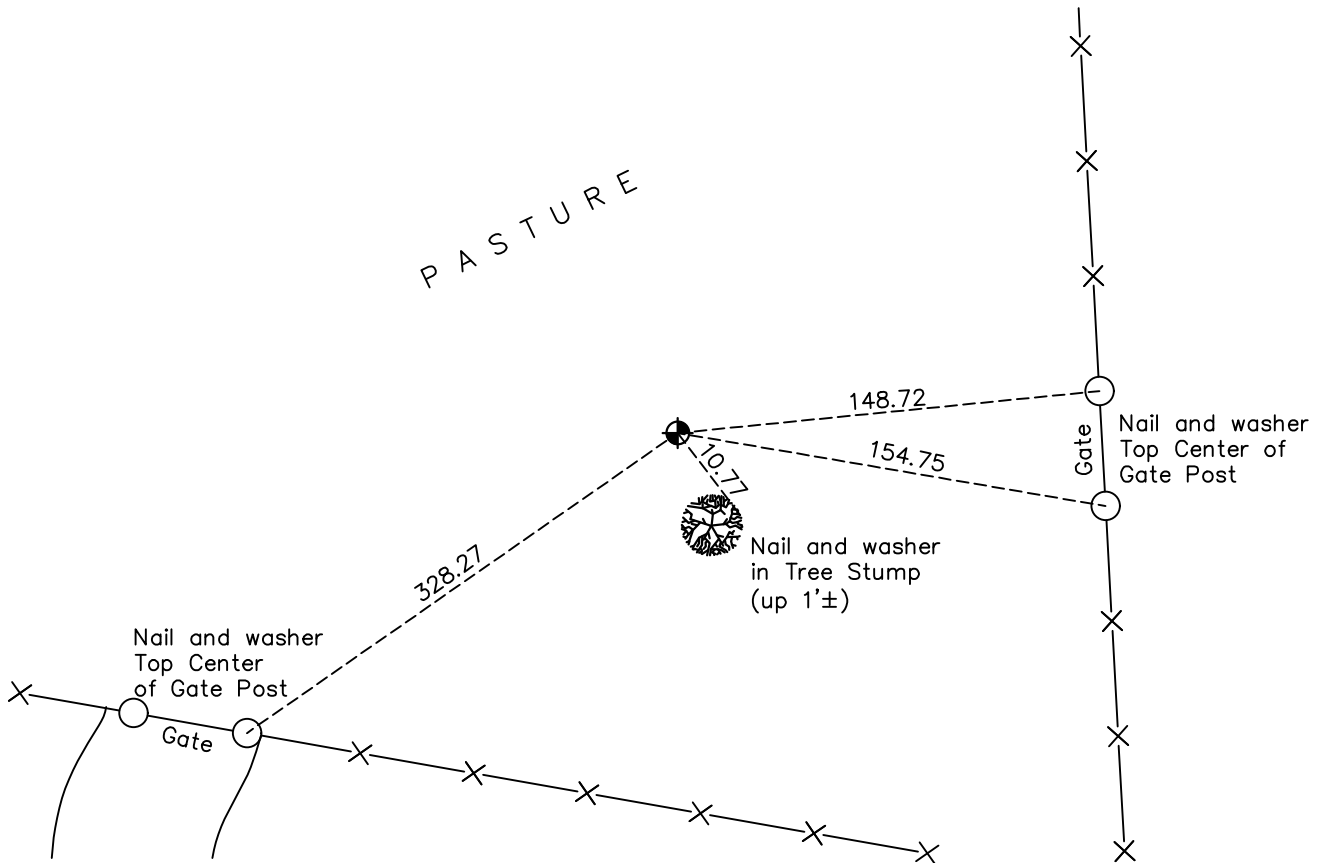 PASTURE
148.72
Gate
Nail and washer
Top Center of
Gate Post
154.75
10.77
Nail and washer
in Tree Stump
(up 1'±)
328.27
Nail and washer
Top Center
of Gate Post
Gate